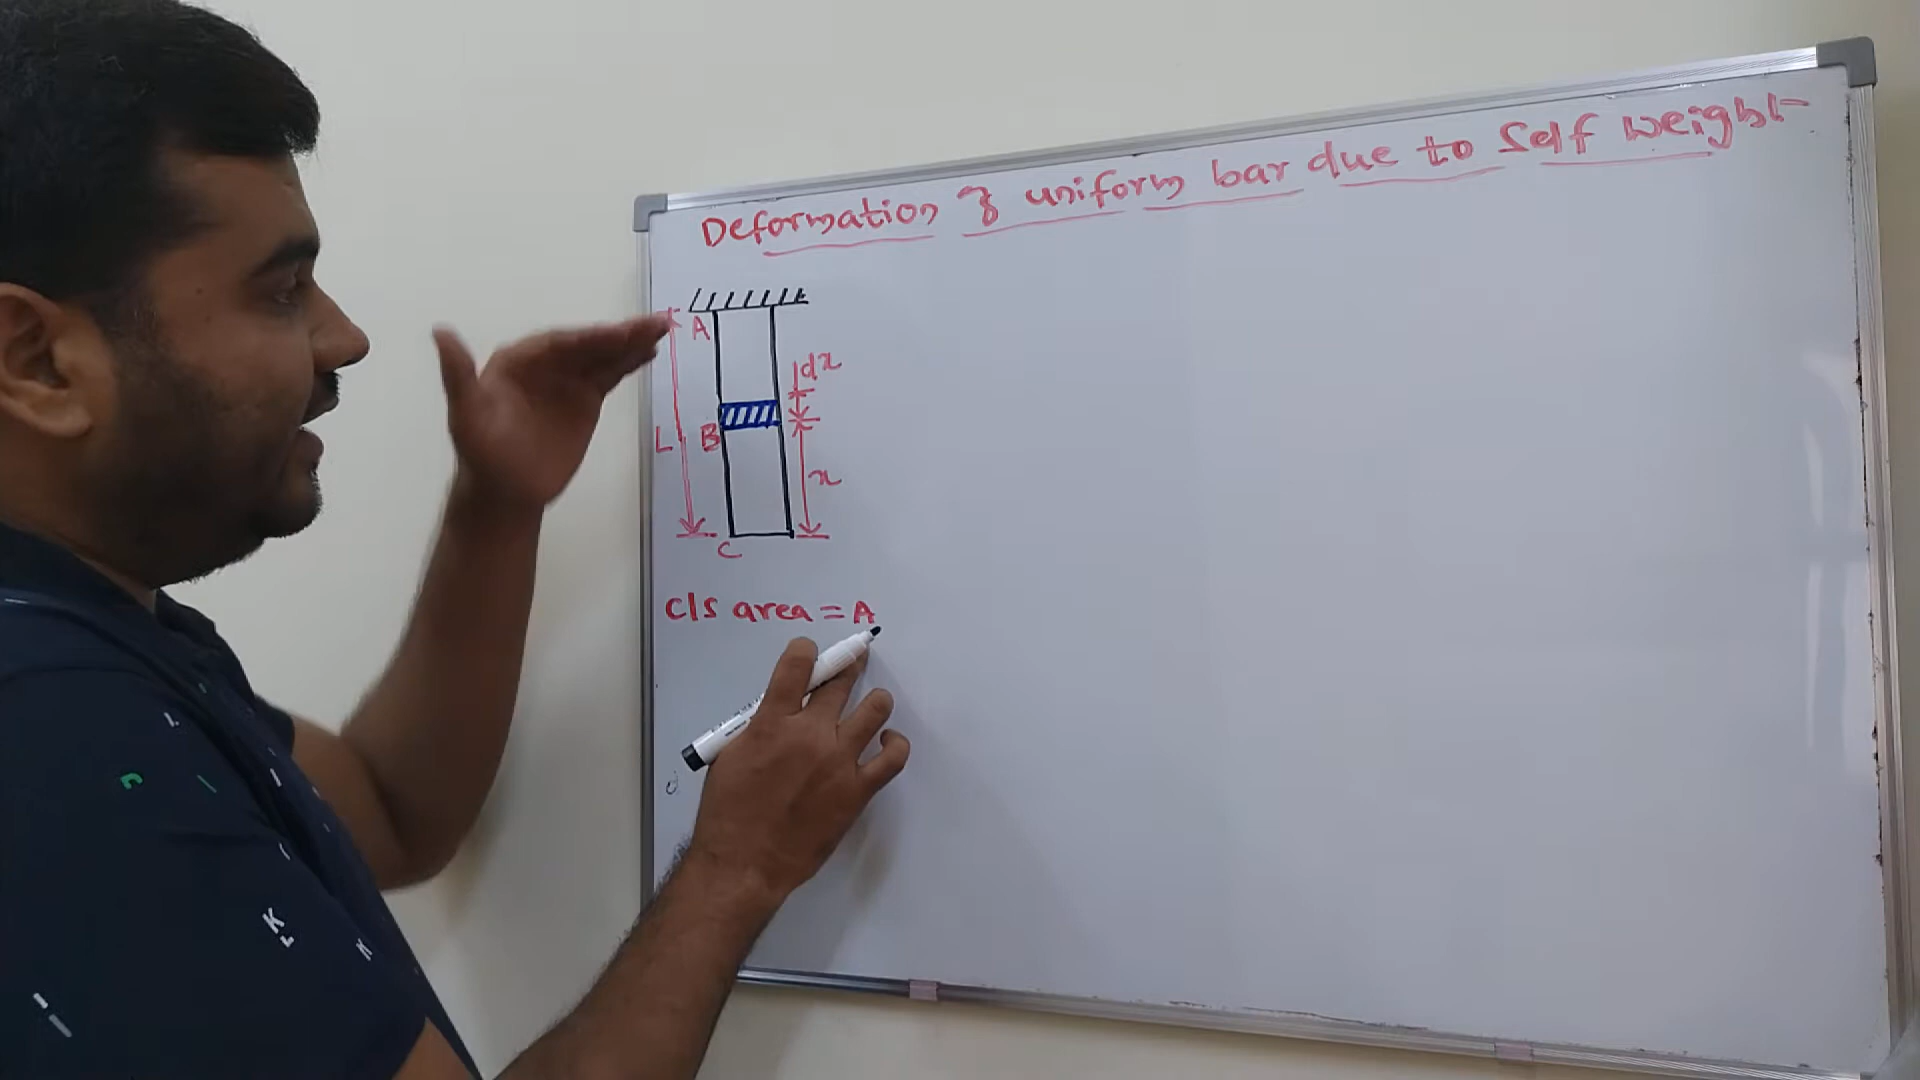 Deformation of uniform bar due to Self weight
A
dx
L
B
x
C
c/s area = A